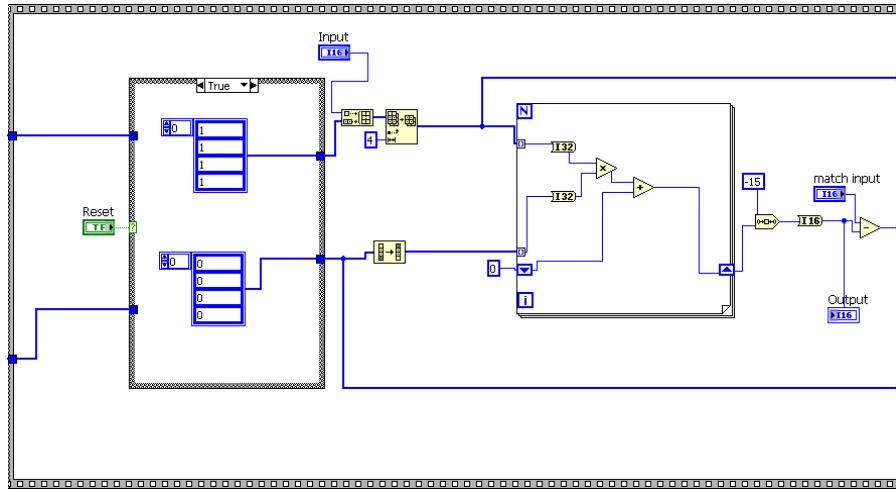 Input
I16
True
0
1
1
1
1
4
N
I32
I32
x
+
-15
match input
I16
I16
-
Reset
TF
?
0
0
0
0
0
0
i
Output
I16